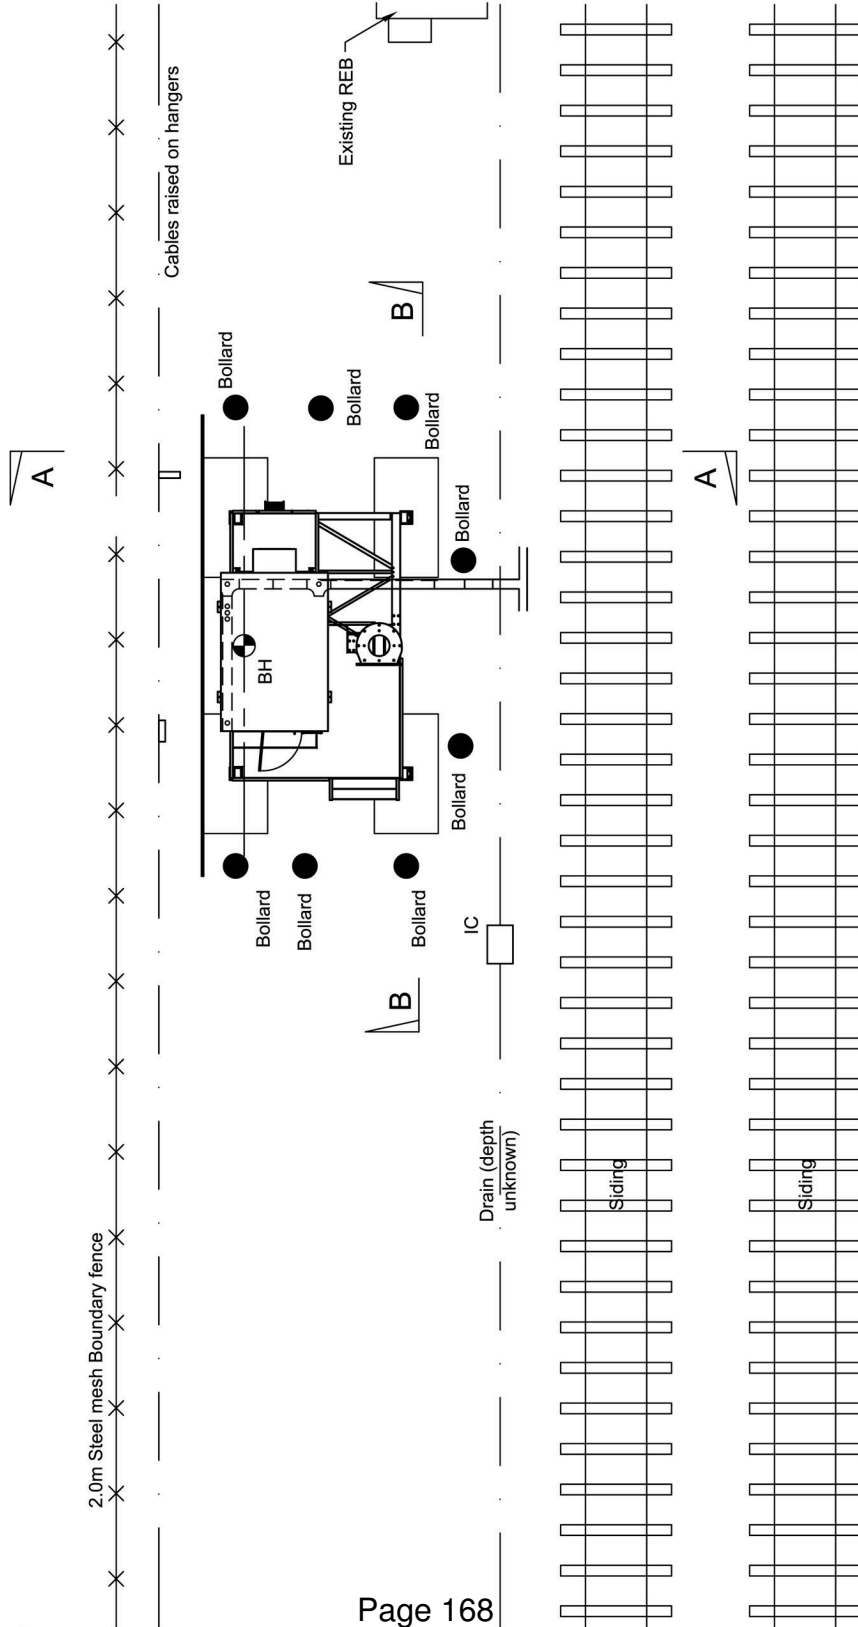 2.0m Steel mesh Boundary fence
Cables raised on hangers
Existing REB
A
A
B
B
Bollard
Bollard
Bollard
Bollard
Bollard
Bollard
Bollard
Bollard
BH
IC
Drain (depth
unknown)
Siding
Siding
Page 168